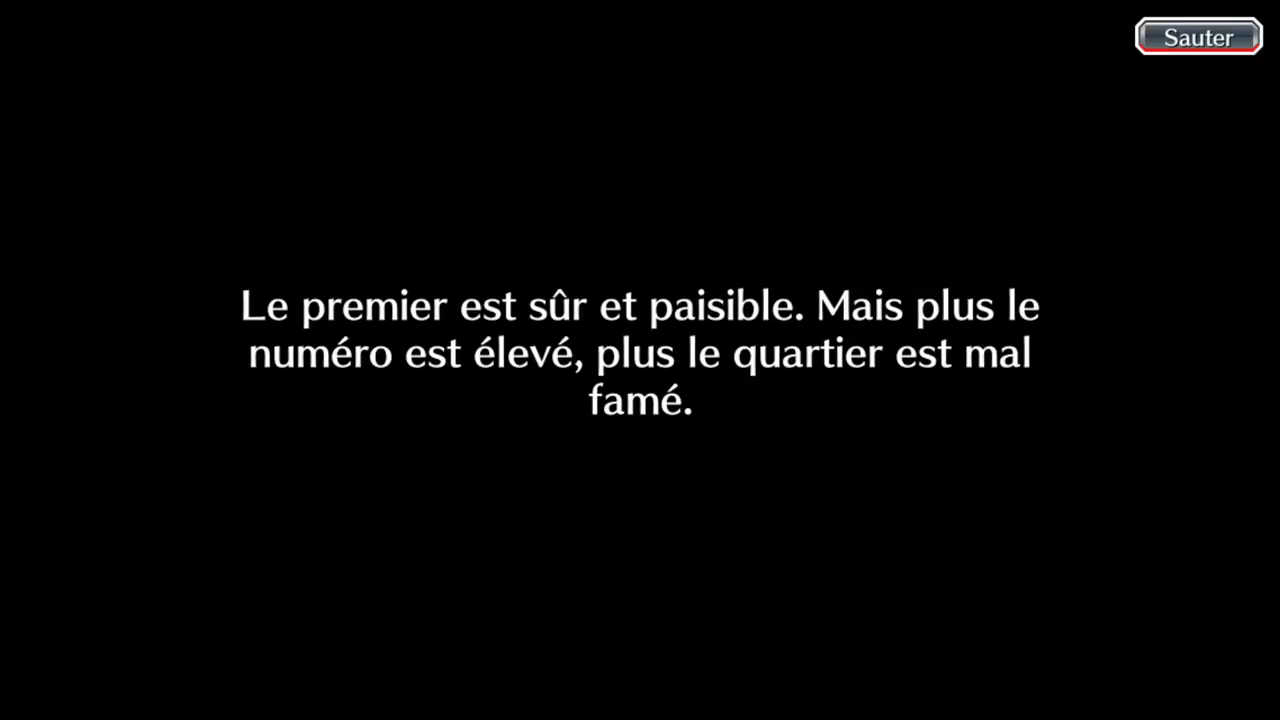 Sauter
Le premier est sûr et paisible. Mais plus le
numéro est élevé, plus le quartier est mal
famé.